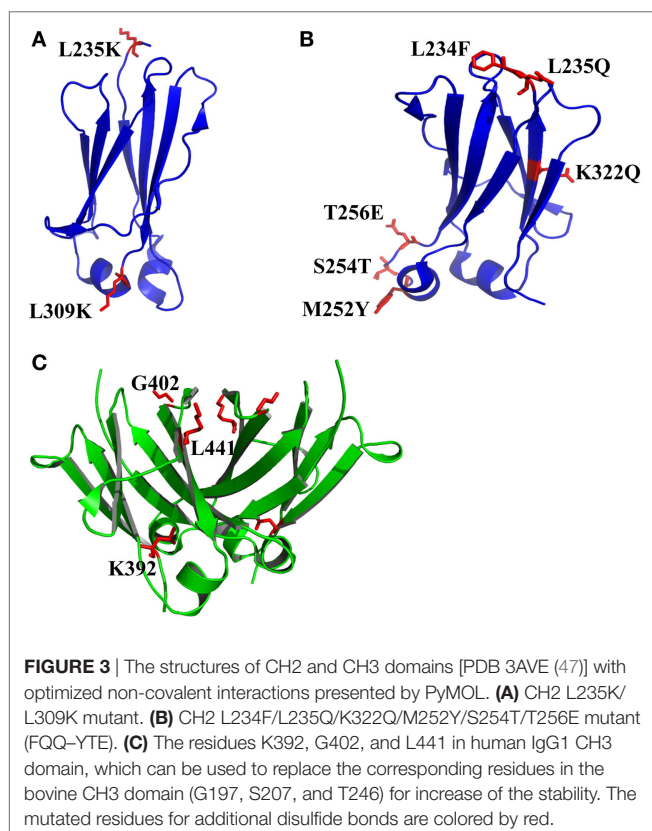 A
L235K
L309K
B
L234F
L235Q
K322Q
T256E
S254T
M252Y
C
G402
L441
K392
FIGURE 3 | The structures of CH2 and CH3 domains [PDB 3AVE (47)] with
optimized non-covalent interactions presented by PyMOL. (A) CH2 L235K/
L309K mutant. (B) CH2 L234F/L235Q/K322Q/M252Y/S254T/T256E mutant
(FQQ–YTE). (C) The residues K392, G402, and L441 in human IgG1 CH3
domain, which can be used to replace the corresponding residues in the
bovine CH3 domain (G197, S207, and T246) for increase of the stability. The
mutated residues for additional disulfide bonds are colored by red.